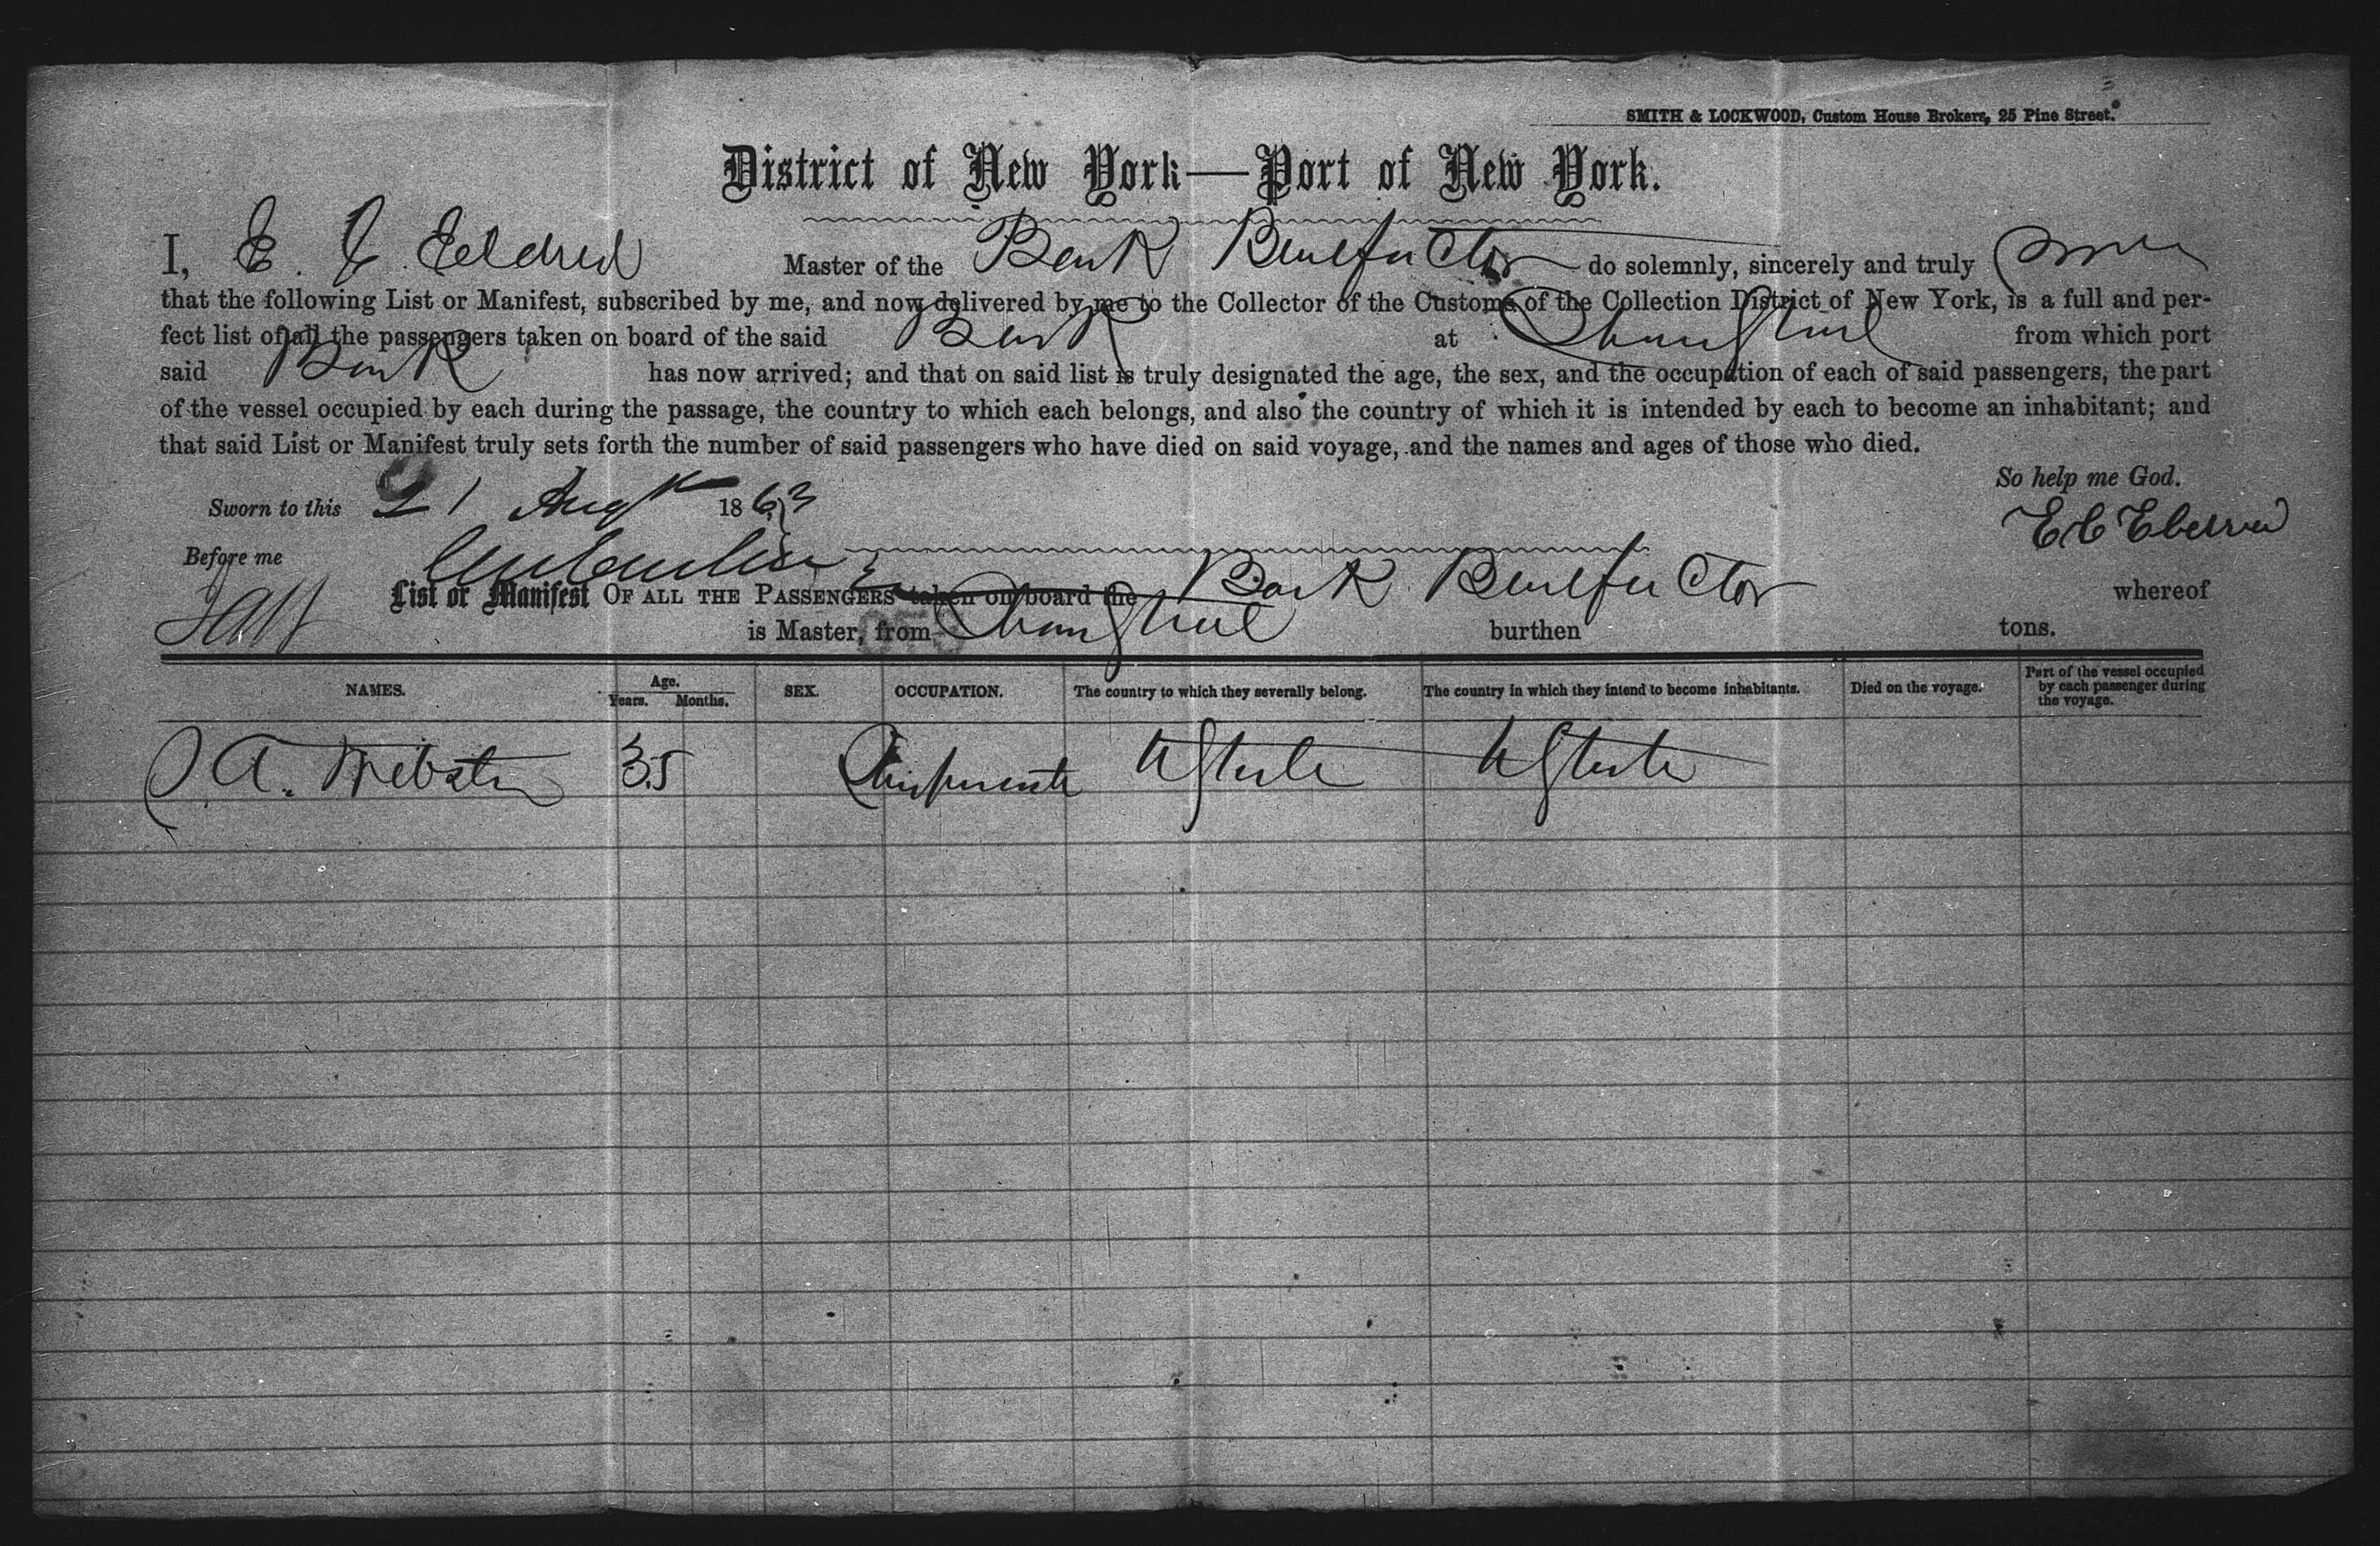 SMITH & LOCKWOOD, Custom House Brokers, 25 Pine Street.
District of New York—Port of New York.
I, E. C. Eldred Master of the Bark Benefactor do solemnly, sincerely and truly swear
that the following List or Manifest, subscribed by me, and now delivered by me to the Collector of the Customs of the Collection District of New York, is a full and per-
fect list of all the passengers taken on board of the said Bark at Shanghai from which port
said Bark has now arrived; and that on said list is truly designated the age, the sex, and the occupation of each of said passengers, the part
of the vessel occupied by each during the passage, the country to which each belongs, and also the country of which it is intended by each to become an inhabitant; and
that said List or Manifest truly sets forth the number of said passengers who have died on said voyage, and the names and ages of those who died.
So help me God.
Sworn to this 21 Augt 1863
Before me
List or Manifest OF ALL THE PASSENGERS taken on board the Bark Benefactor whereof
is Master, from Shanghai burthen tons.
NAMES. Age. Years. Months. SEX. OCCUPATION. The country to which they severally belong. The country in which they intend to become inhabitants. Died on the voyage. Part of the vessel occupied by each passenger during the voyage.
J A. Webster 35 U States U States